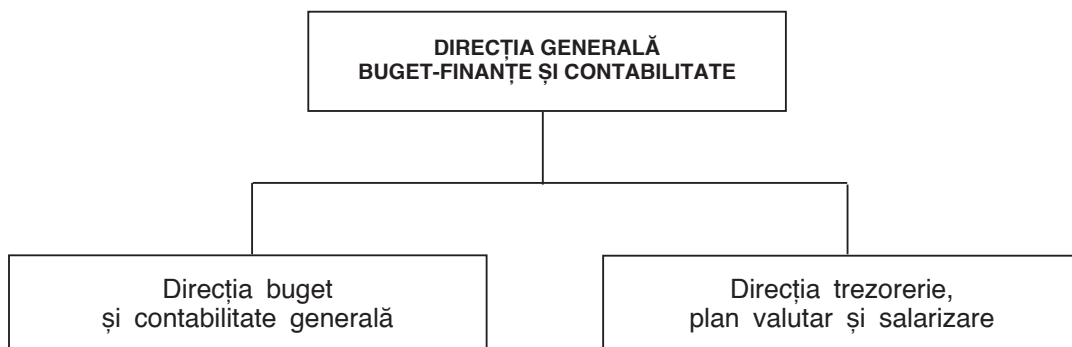 DIRECȚIA GENERALĂ
BUGET-FINANȚE ȘI CONTABILITATE
Direcția buget
și contabilitate generală
Direcția trezorerie,
plan valutar și salarizare